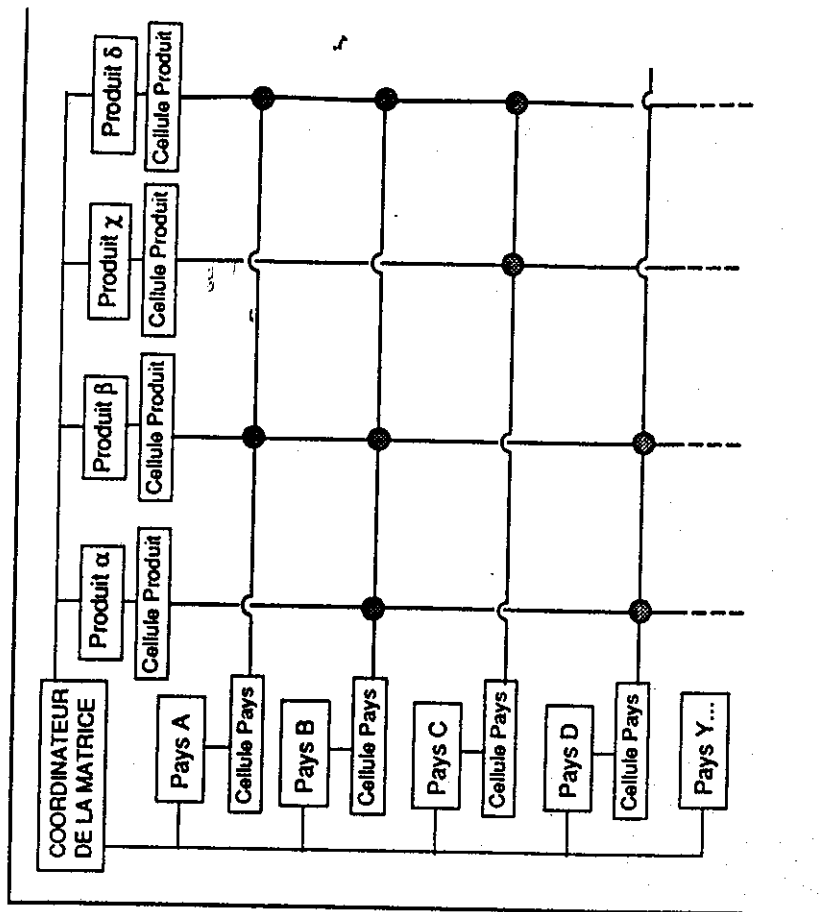 COORDINATEUR
DE LA MATRICE
Produit α
Cellule Produit
Produit β
Cellule Produit
Produit χ
Cellule Produit
Produit δ
Cellule Produit
Pays A
Cellule Pays
Pays B
Cellule Pays
Pays C
Cellule Pays
Pays D
Cellule Pays
Pays Y...